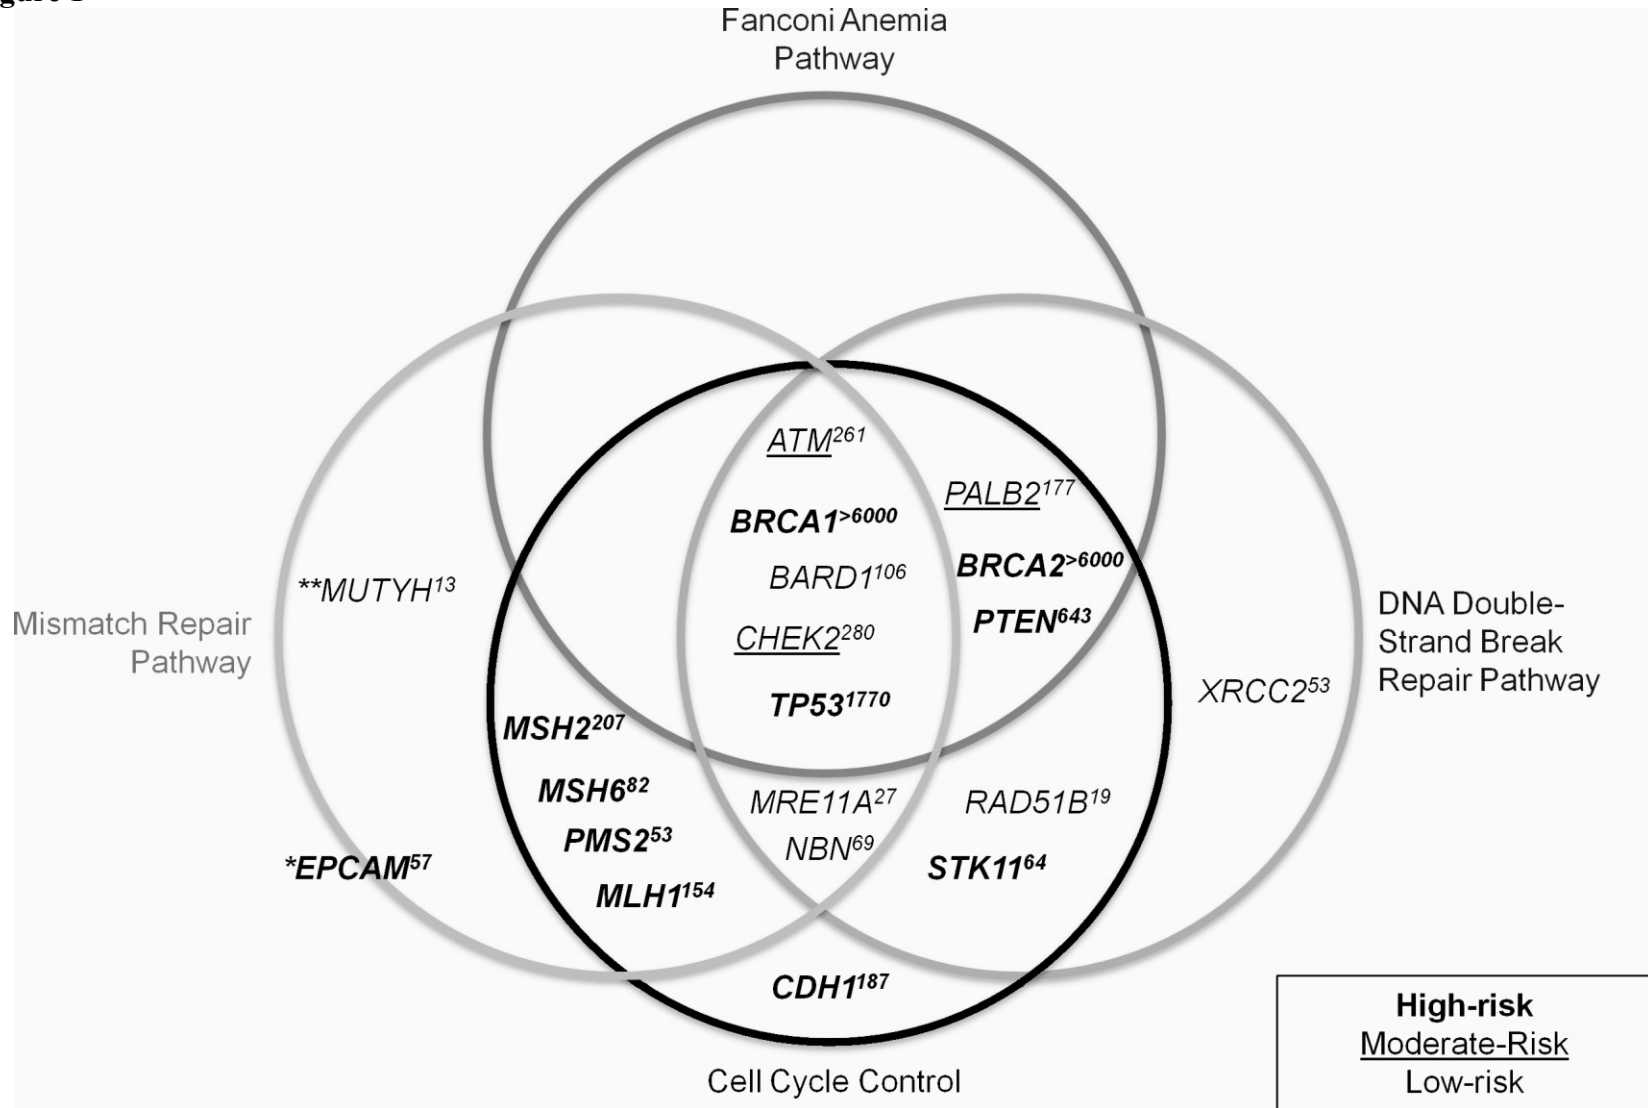 Fanconi Anemia
Pathway
ATM261
PALB2177
BRCA1>6000
BRCA2>6000
BARD1106
**MUTYH13
PTEN643
CHEK2280
Mismatch Repair
Pathway
DNA Double-
Strand Break
Repair Pathway
XRCC253
TP531770
MSH2207
MSH682
MRE11A27
RAD51B19
PMS253
NBN69
*EPCAM57
STK1164
MLH1154
CDH1187
Cell Cycle Control
High-risk
Moderate-Risk
Low-risk